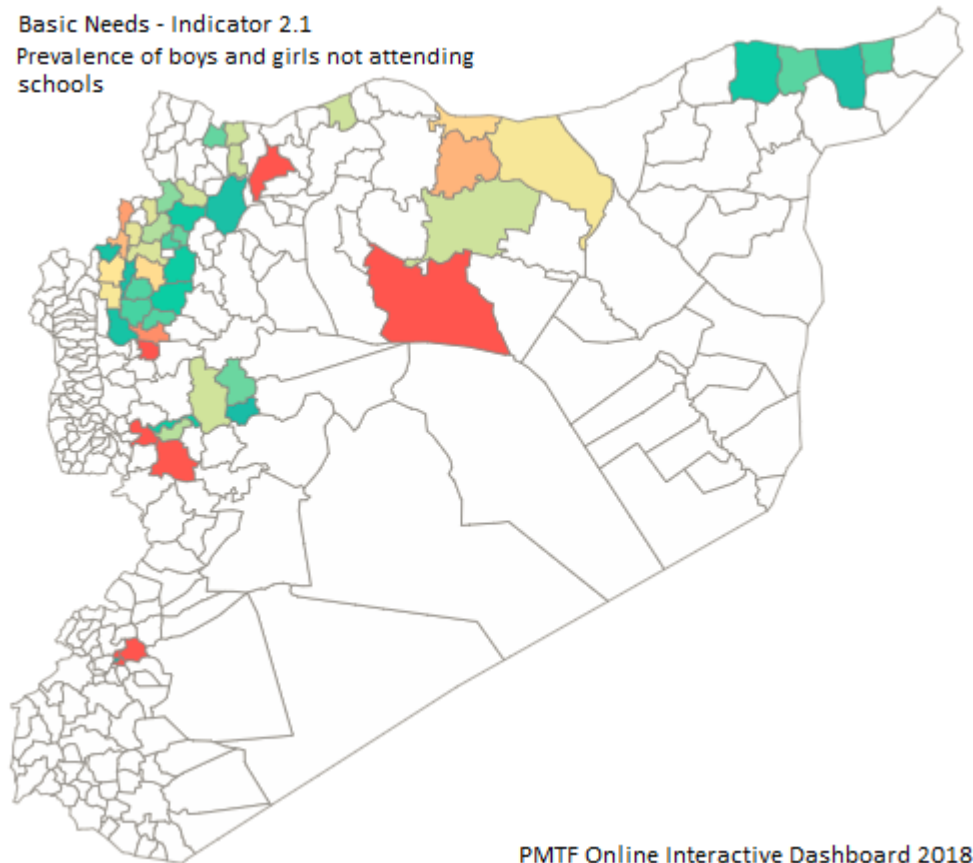 Basic Needs - Indicator 2.1
Prevalence of boys and girls not attending
schools
PMTF Online Interactive Dashboard 2018